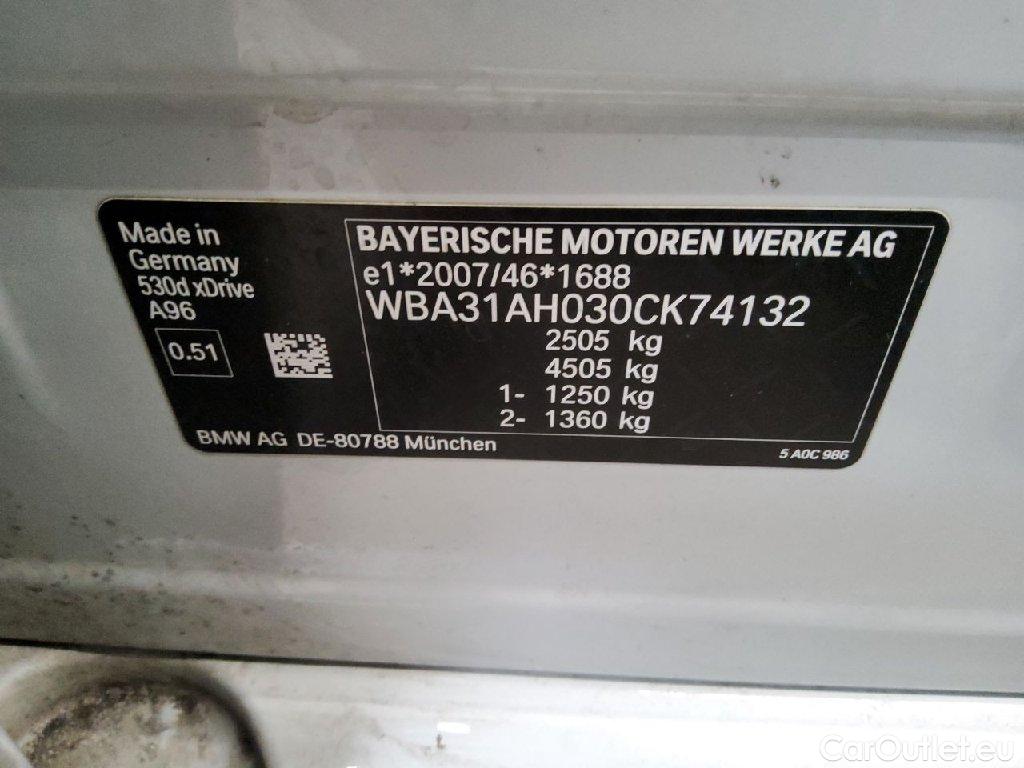 Made in
Germany
530d xDrive
A96
0.51
BAYERISCHE MOTOREN WERKE AG
e1*2007/46*1688
WBA31AH030CK74132
2505 kg
4505 kg
1- 1250 kg
2- 1360 kg
BMW AG DE-80788 München
5 A0C 986
CarOutlet.eu